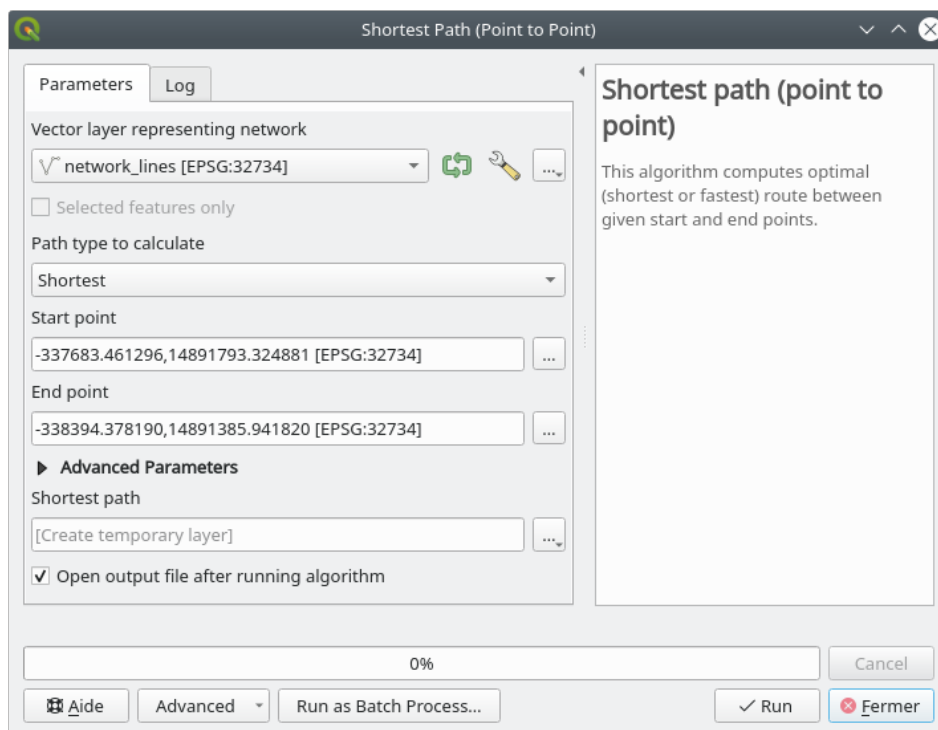 Shortest Path (Point to Point)
Parameters
Log
Vector layer representing network
network_lines [EPSG:32734]
...
Selected features only
Path type to calculate
Shortest
Start point
-337683.461296,14891793.324881 [EPSG:32734]
...
End point
-338394.378190,14891385.941820 [EPSG:32734]
...
Advanced Parameters
Shortest path
[Create temporary layer]
...
Open output file after running algorithm
Shortest path (point to
point)
This algorithm computes optimal
(shortest or fastest) route between
given start and end points.
0%
Cancel
Aide
Advanced
Run as Batch Process...
Run
Fermer